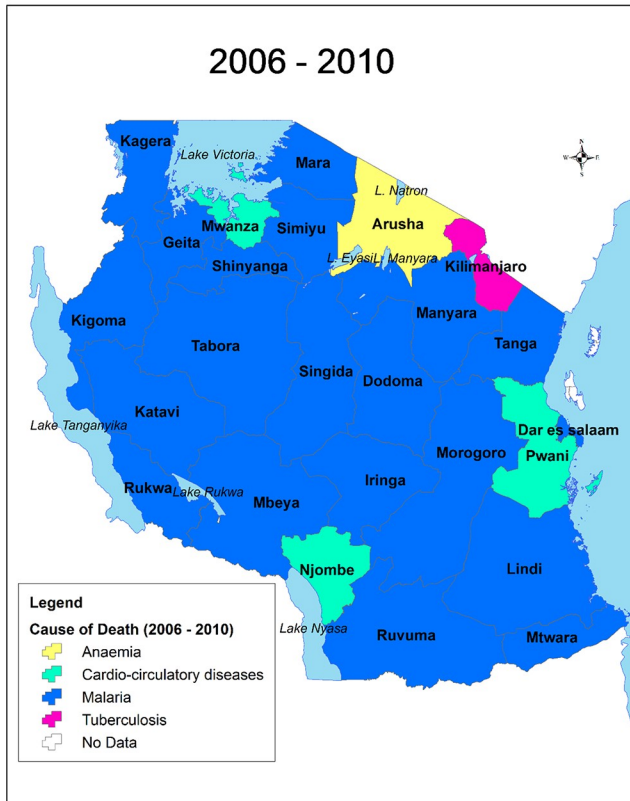 2006 - 2010
N
W E
S
Kagera
Lake Victoria.
Mara
L. Natron
Arusha
Mwanza
Simiyu
Geita
L. Eyasi
L. Manyara
Kilimanjaro
Shinyanga
Kigoma
Manyara
Tabora
Tanga
Singida
Dodoma
Katavi
Lake Tanganyika
Dar es salaam
Morogoro
Pwani
Iringa
Rukwa
Lake Rukwa
Mbeya
Njombe
Lindi
Lake Nyasa
Ruvuma
Mtwara
Legend
Cause of Death (2006 - 2010)
Anaemia
Cardio-circulatory diseases
Malaria
Tuberculosis
No Data